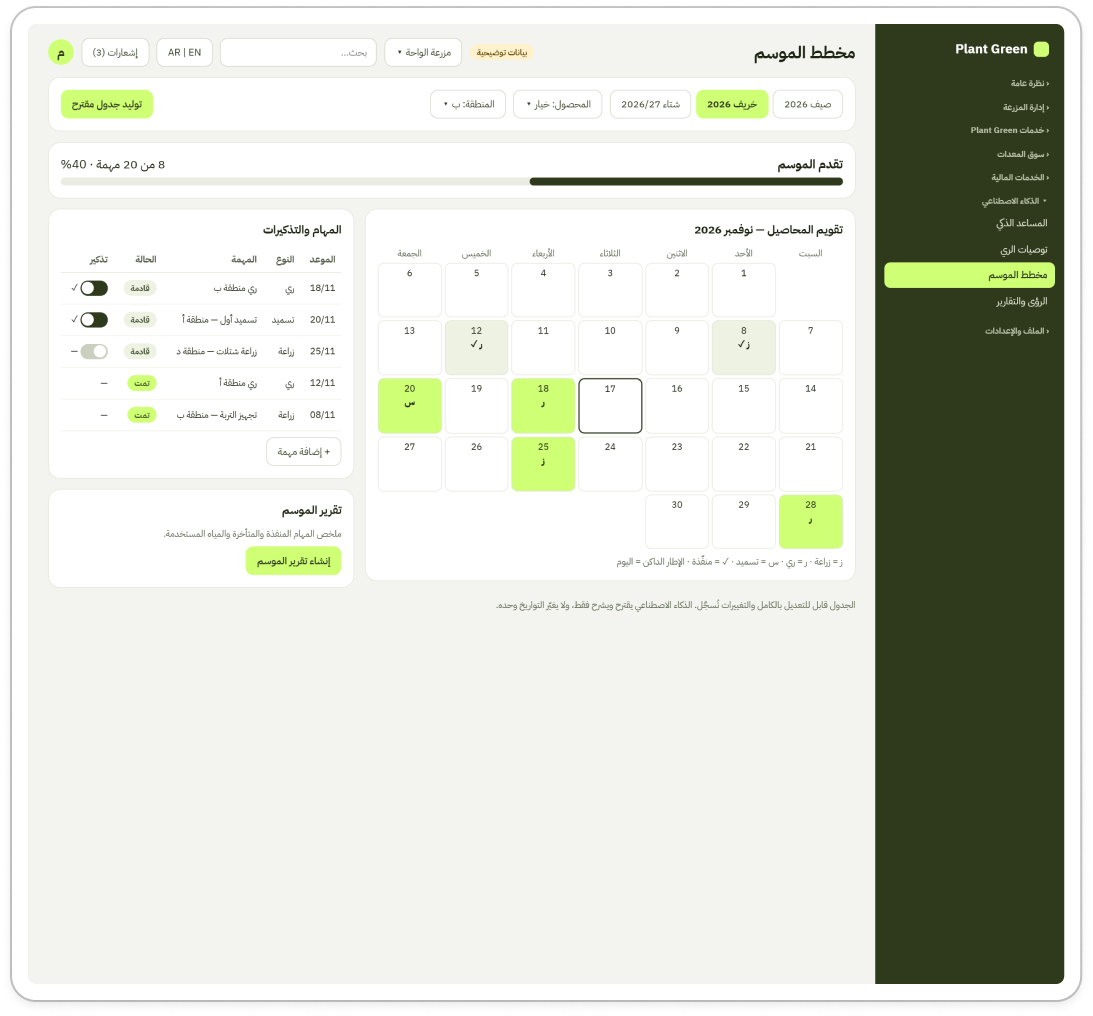 Plant Green
‹ نظرة عامة
‹ إدارة المزرعة
‹ خدمات Plant Green
‹ سوق المعدات
‹ الخدمات المالية
▾ الذكاء الاصطناعي
المساعد الذكي
توصيات الري
مخطط الموسم
الرؤى والتقارير
‹ الملف والإعدادات
مخطط الموسم
بيانات توضيحية
مزرعة الواحة ▾
بحث...
AR | EN
إشعارات (3)
م
صيف 2026
خريف 2026
شتاء 2026/27
المحصول: خيار ▾
المنطقة: ب ▾
توليد جدول مقترح
تقدم الموسم
8 من 20 مهمة · 40%
تقويم المحاصيل — نوفمبر 2026
السبت الأحد الاثنين الثلاثاء الأربعاء الخميس الجمعة
1 2 3 4 5 6
7 8 9 10 11 12 13
ز ✓ ر ✓
14 15 16 17 18 19 20
ر س
21 22 23 24 25 26 27
ز
28 29 30
ر
ز = زراعة · ر = ري · س = تسميد · ✓ = منفّذة · الإطار الداكن = اليوم
المهام والتذكيرات
الموعد النوع المهمة الحالة تذكير
18/11 ري ري منطقة ب قادمة ✓
20/11 تسميد تسميد أول — منطقة أ قادمة ✓
25/11 زراعة زراعة شتلات — منطقة د قادمة —
12/11 ري ري منطقة أ تمت —
08/11 زراعة تجهيز التربة — منطقة ب تمت —
+ إضافة مهمة
تقرير الموسم
ملخص المهام المنفذة والمتأخرة والمياه المستخدمة.
إنشاء تقرير الموسم
الجدول قابل للتعديل بالكامل والتغييرات تُسجَّل. الذكاء الاصطناعي يقترح ويشرح فقط، ولا يغيّر التواريخ وحده.